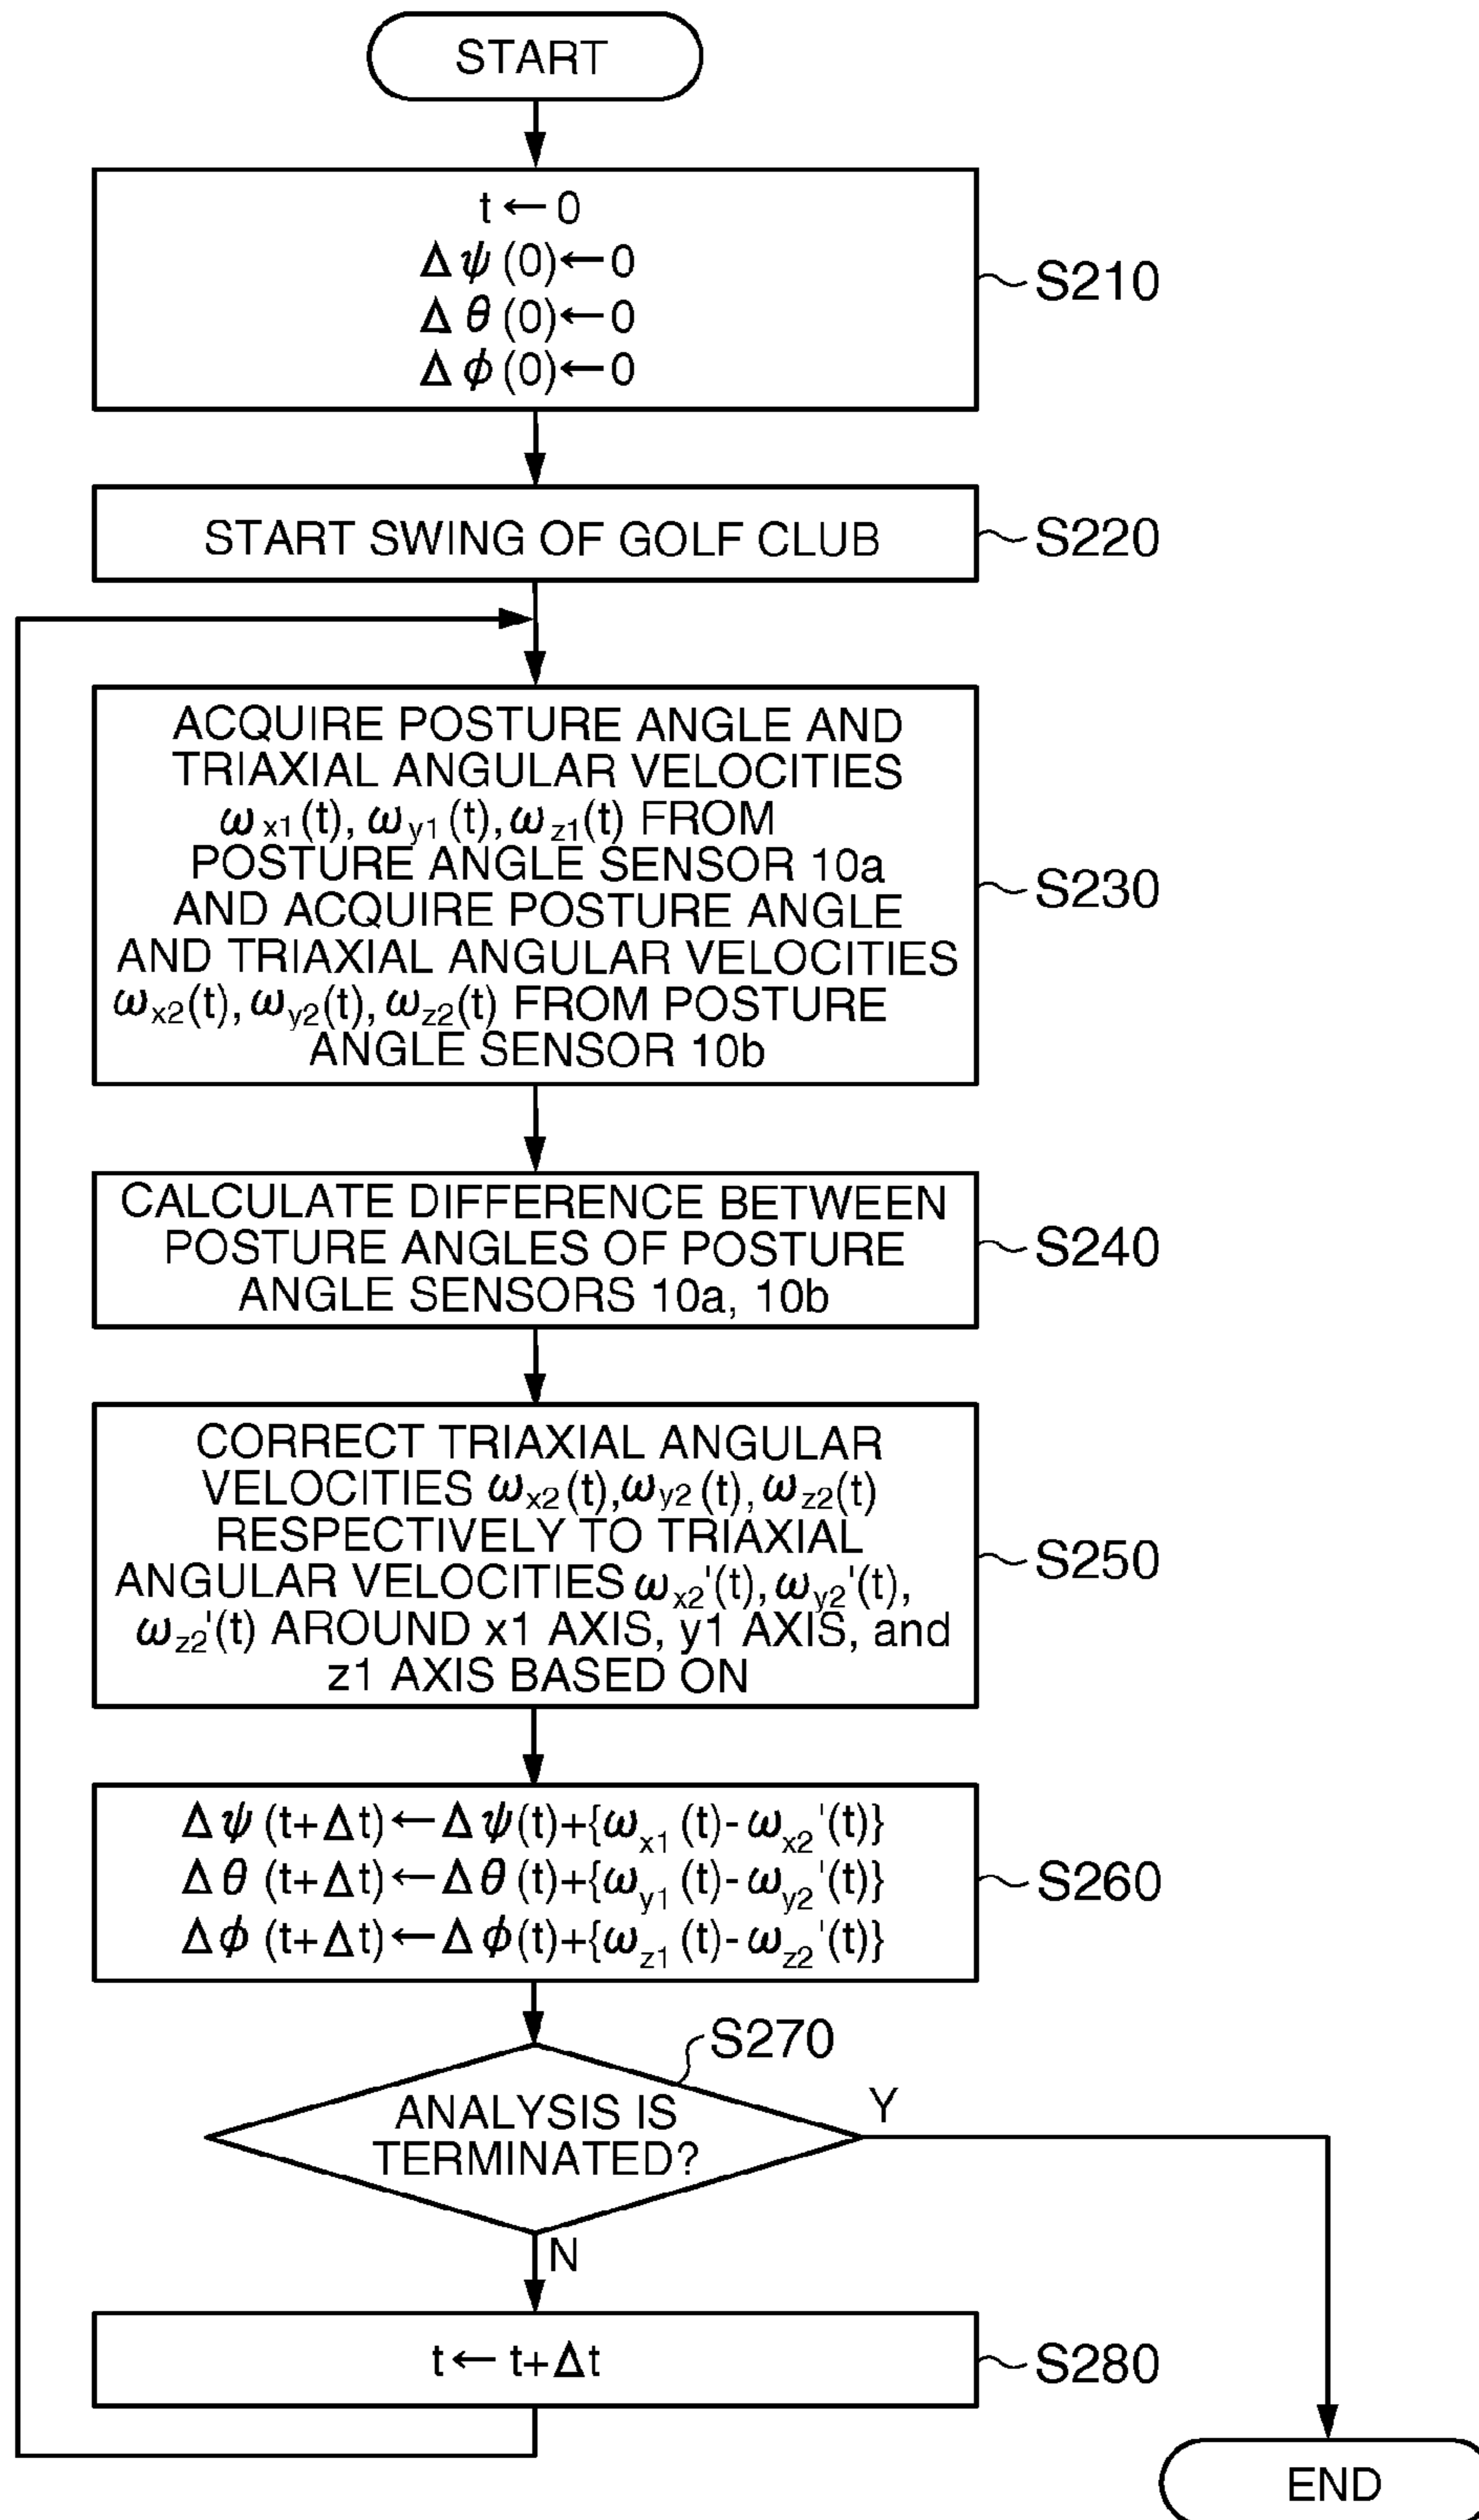 START
t←0
Δψ(0)←0
Δθ(0)←0
Δϕ(0)←0
S210
START SWING OF GOLF CLUB
S220
ACQUIRE POSTURE ANGLE AND
TRIAXIAL ANGULAR VELOCITIES
ωx1(t), ωy1(t), ωz1(t) FROM
POSTURE ANGLE SENSOR 10a
AND ACQUIRE POSTURE ANGLE
AND TRIAXIAL ANGULAR VELOCITIES
ωx2(t), ωy2(t), ωz2(t) FROM POSTURE
ANGLE SENSOR 10b
S230
CALCULATE DIFFERENCE BETWEEN
POSTURE ANGLES OF POSTURE
ANGLE SENSORS 10a, 10b
S240
CORRECT TRIAXIAL ANGULAR
VELOCITIES ωx2(t), ωy2(t), ωz2(t)
RESPECTIVELY TO TRIAXIAL
ANGULAR VELOCITIES ωx2'(t), ωy2'(t),
ωz2'(t) AROUND x1 AXIS, y1 AXIS, and
z1 AXIS BASED ON
S250
Δψ(t+Δt)←Δψ(t)+{ωx1(t)-ωx2'(t)}
Δθ(t+Δt)←Δθ(t)+{ωy1(t)-ωy2'(t)}
Δϕ(t+Δt)←Δϕ(t)+{ωz1(t)-ωz2'(t)}
S260
S270
ANALYSIS IS
TERMINATED?
Y
N
t←t+Δt
S280
END